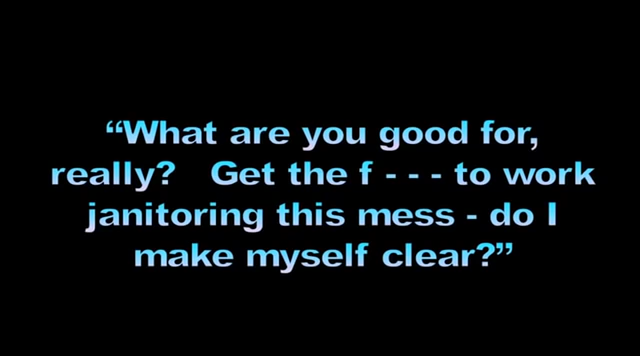 “What are you good for,
really?   Get the f - - - to work
janitoring this mess - do I
make myself clear?”